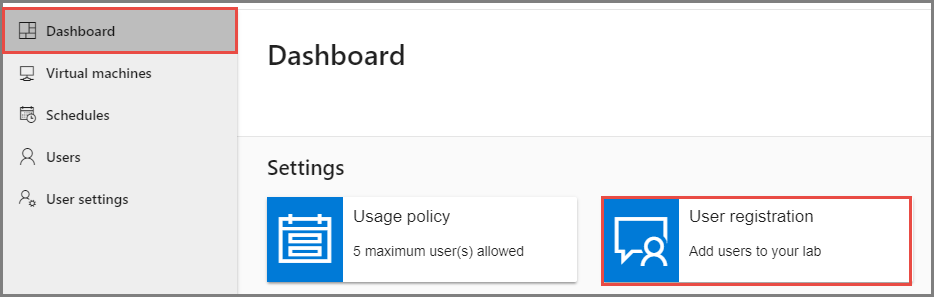 Dashboard
Virtual machines
Schedules
Users
User settings
Dashboard
Settings
Usage policy
5 maximum user(s) allowed
User registration
Add users to your lab